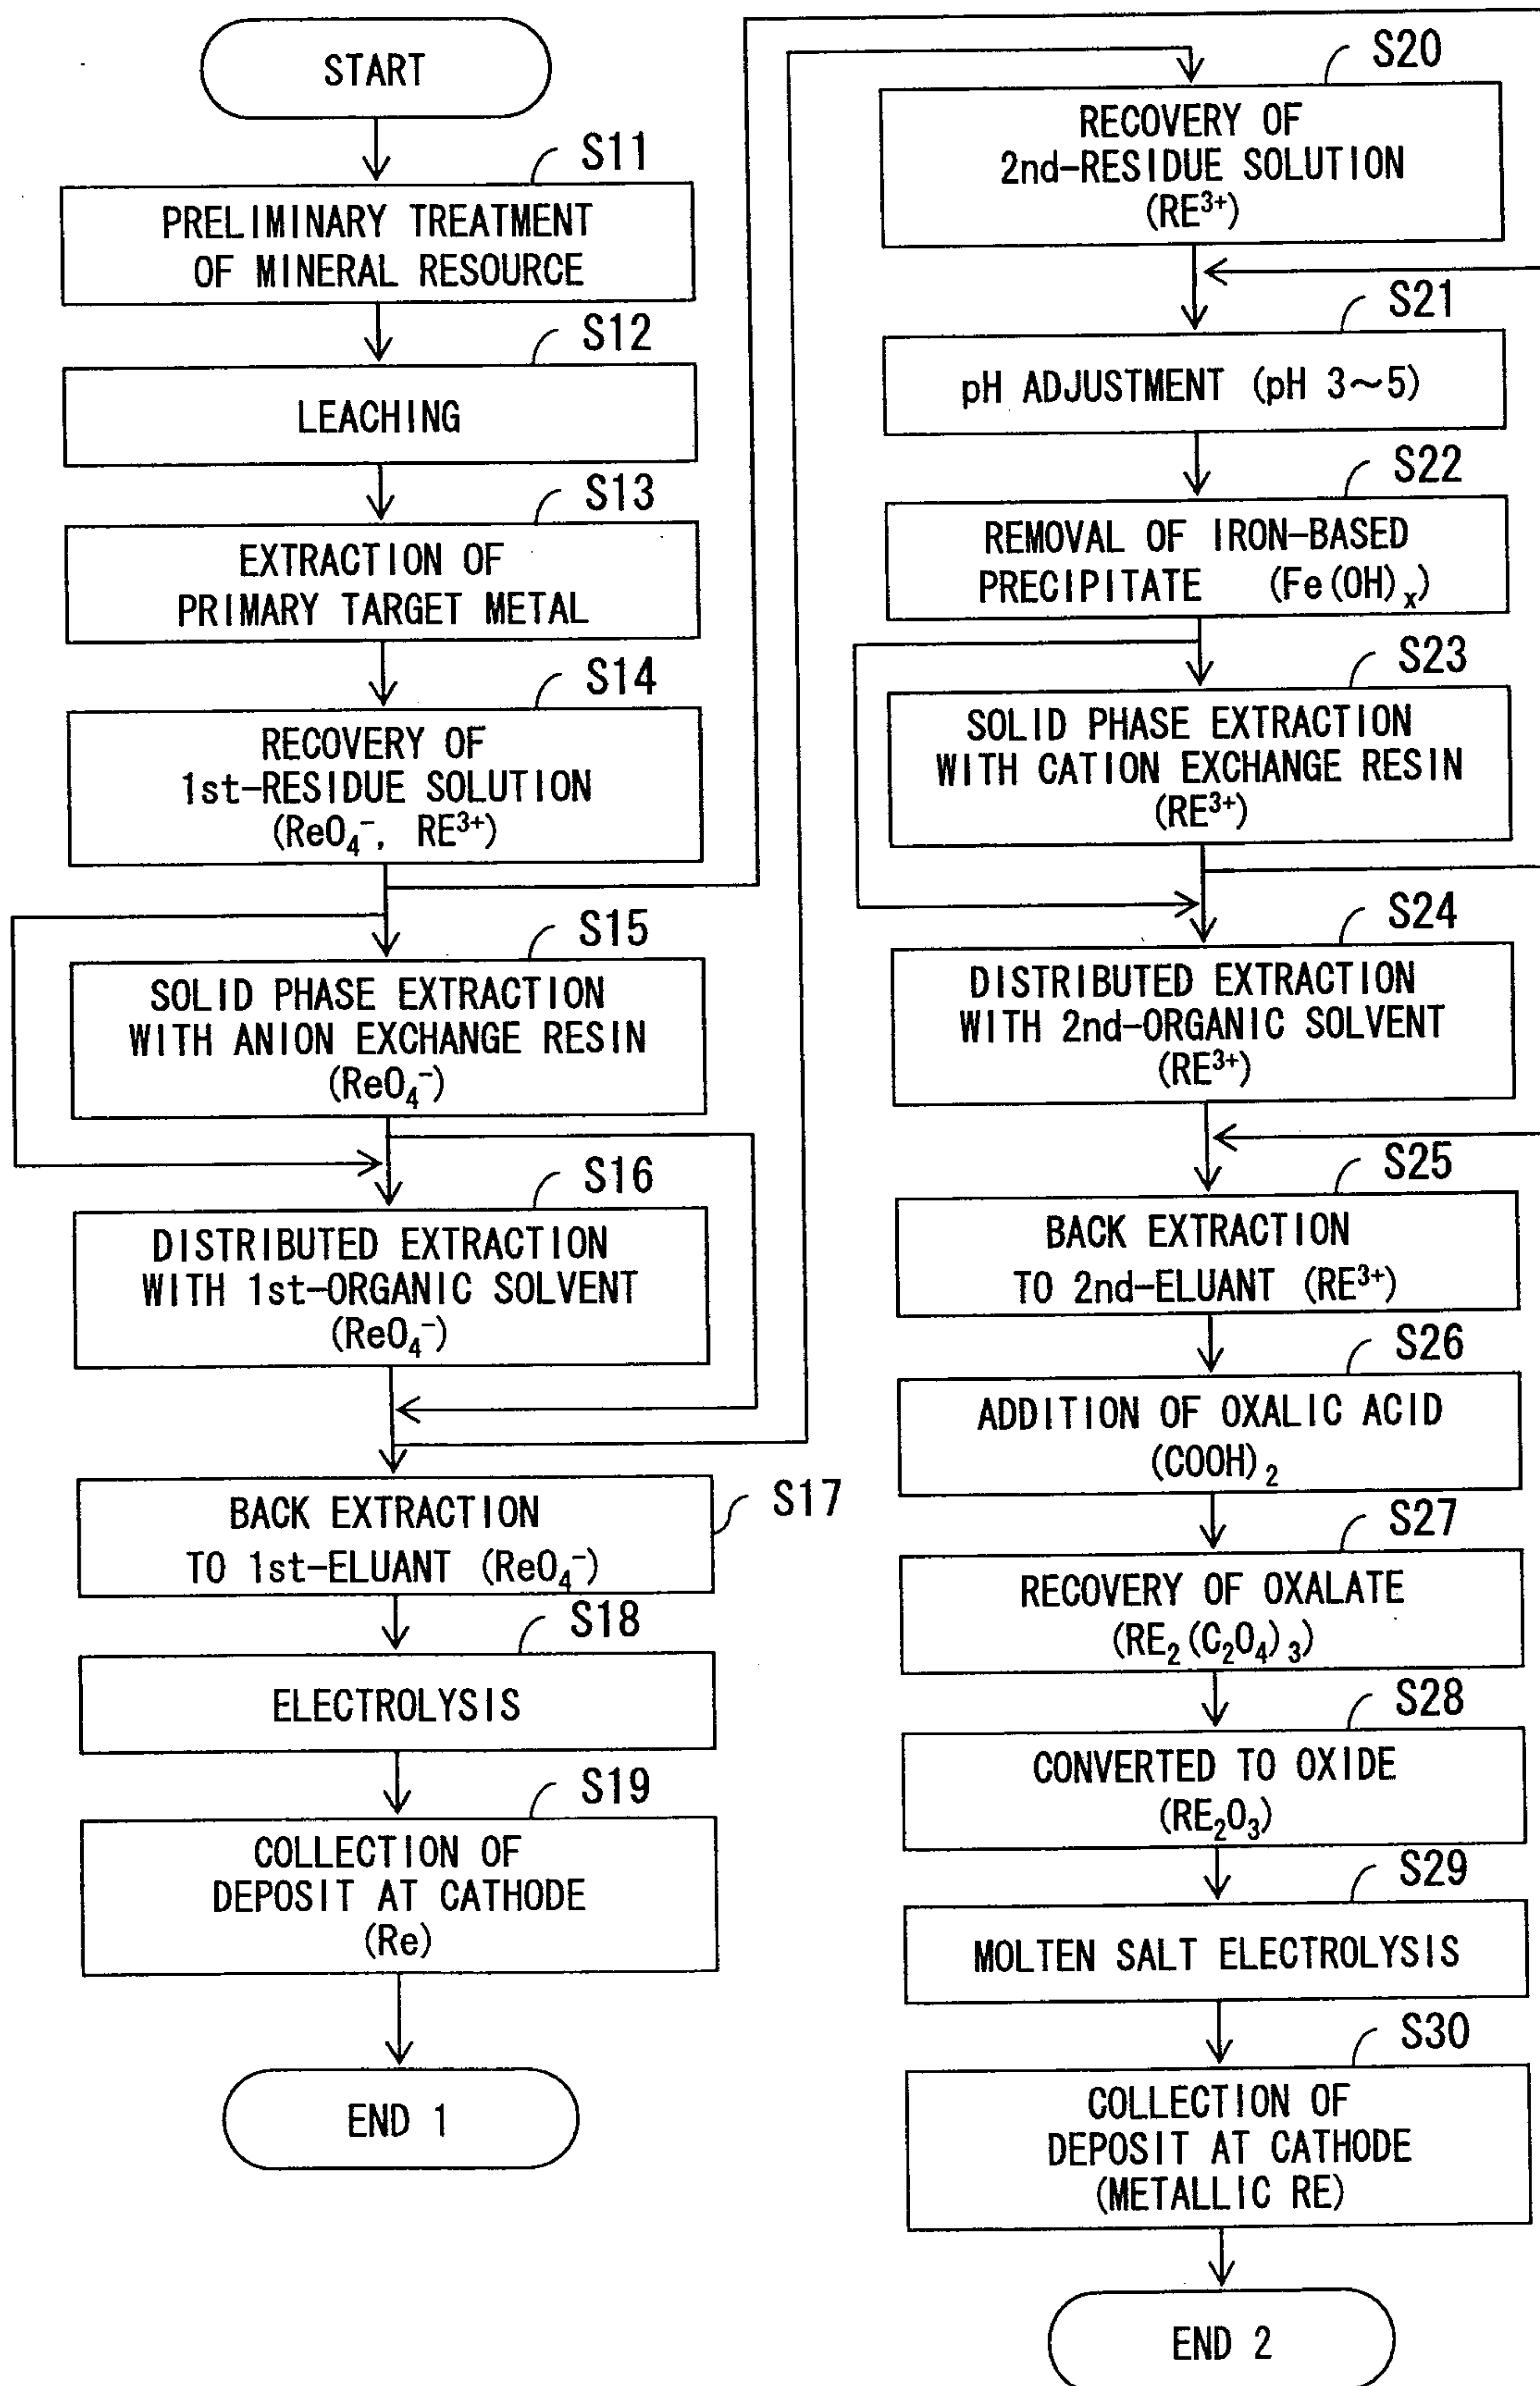 START
S11
PRELIMINARY TREATMENT
OF MINERAL RESOURCE
S12
LEACHING
S13
EXTRACTION OF
PRIMARY TARGET METAL
S14
RECOVERY OF
1st-RESIDUE SOLUTION
(ReO₄⁻, RE³⁺)
S15
SOLID PHASE EXTRACTION
WITH ANION EXCHANGE RESIN
(ReO₄⁻)
S16
DISTRIBUTED EXTRACTION
WITH 1st-ORGANIC SOLVENT
(ReO₄⁻)
S17
BACK EXTRACTION
TO 1st-ELUANT (ReO₄⁻)
S18
ELECTROLYSIS
S19
COLLECTION OF
DEPOSIT AT CATHODE
(Re)
END 1
S20
RECOVERY OF
2nd-RESIDUE SOLUTION
(RE³⁺)
S21
pH ADJUSTMENT (pH 3~5)
S22
REMOVAL OF IRON-BASED
PRECIPITATE (Fe(OH)ₓ)
S23
SOLID PHASE EXTRACTION
WITH CATION EXCHANGE RESIN
(RE³⁺)
S24
DISTRIBUTED EXTRACTION
WITH 2nd-ORGANIC SOLVENT
(RE³⁺)
S25
BACK EXTRACTION
TO 2nd-ELUANT (RE³⁺)
S26
ADDITION OF OXALIC ACID
(COOH)₂
S27
RECOVERY OF OXALATE
(RE₂(C₂O₄)₃)
S28
CONVERTED TO OXIDE
(RE₂O₃)
S29
MOLTEN SALT ELECTROLYSIS
S30
COLLECTION OF
DEPOSIT AT CATHODE
(METALLIC RE)
END 2